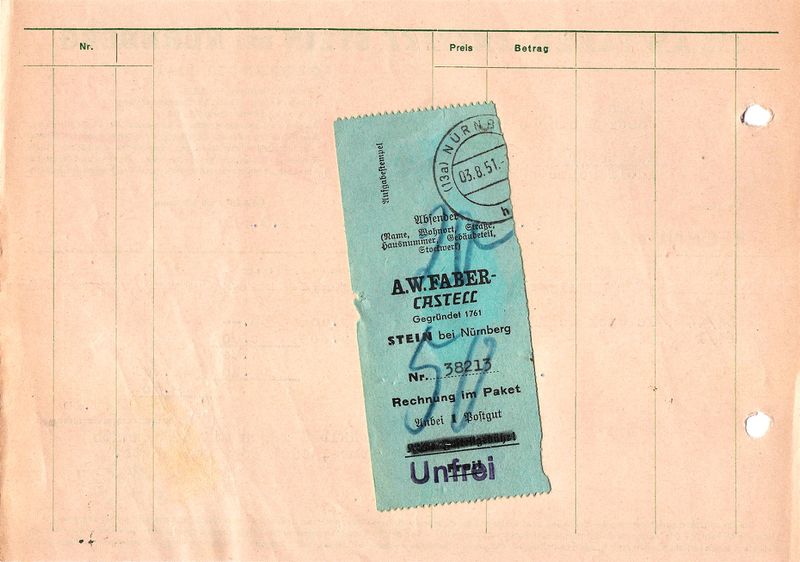 Nr.
Preis
Betrag
Aufgabestempel
(13a) NÜRNB
03.8.51.-
h
Absender
(Name, Wohnort, Straße,
Hausnummer, Gebäudeteil,
Stockwerk)
A.W.FABER-
CASTELL
Gegründet 1761
STEIN bei Nürnberg
50
Nr. 38213
Rechnung im Paket
Anbei 1 Postgut
Unfrei